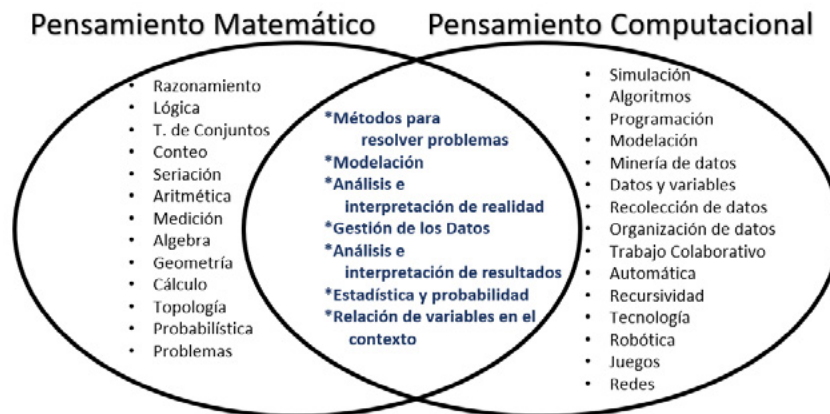 Pensamiento Matemático
Pensamiento Computacional
• Razonamiento
• Lógica
• T. de Conjuntos
• Conteo
• Seriación
• Aritmética
• Medición
• Algebra
• Geometría
• Cálculo
• Topología
• Probabilística
• Problemas
*Métodos para
resolver problemas
*Modelación
*Análisis e
interpretación de realidad
*Gestión de los Datos
*Análisis e
interpretación de resultados
*Estadística y probabilidad
*Relación de variables en el
contexto
• Simulación
• Algoritmos
• Programación
• Modelación
• Minería de datos
• Datos y variables
• Recolección de datos
• Organización de datos
• Trabajo Colaborativo
• Automática
• Recursividad
• Tecnología
• Robótica
• Juegos
• Redes